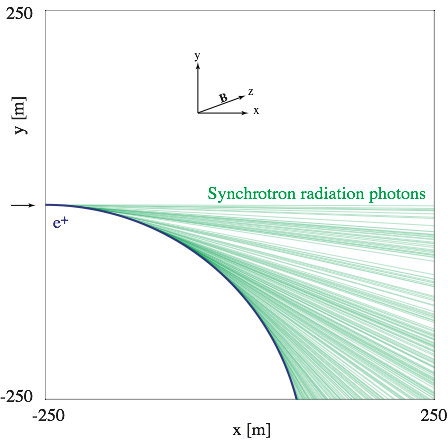 250
y [m]
y
B
z
x
Synchrotron radiation photons
e+
-250
-250
250
x [m]